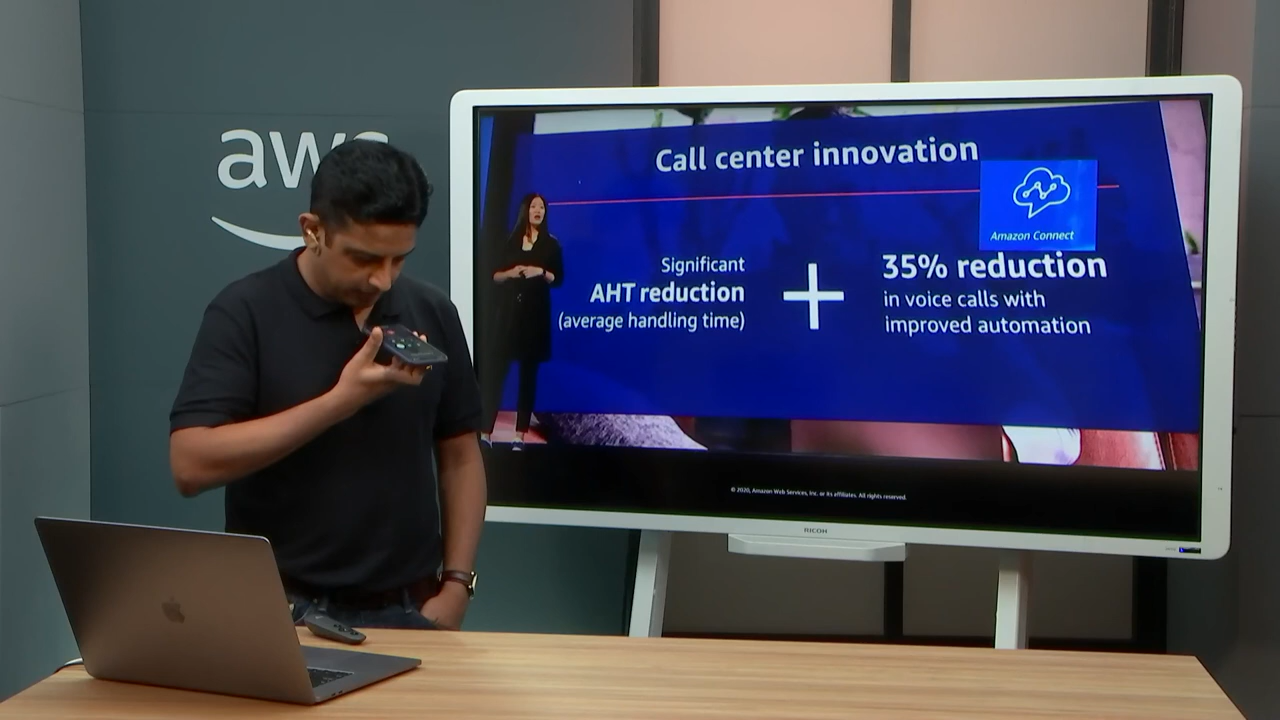 aws
Call center innovation
Amazon Connect
Significant
AHT reduction
(average handling time)
35% reduction
in voice calls with
improved automation
© 2020, Amazon Web Services, Inc. or its affiliates. All rights reserved.
RICOH